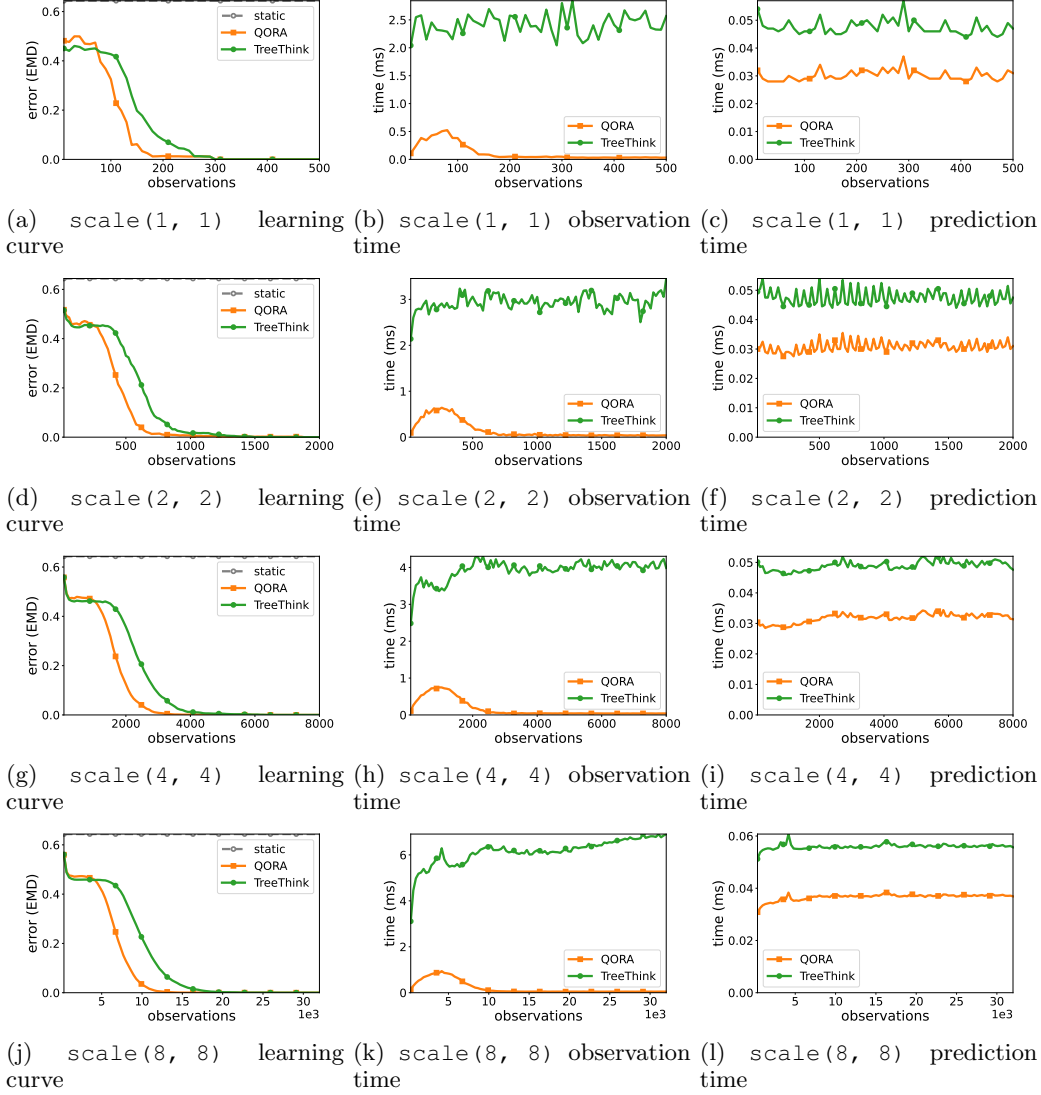 error (EMD)
0.6
0.4
0.2
0.0
static
QORA
TreeThink
100 200 300 400 500
observations
(a) scale(1, 1) learning curve
time (ms)
2.5
2.0
1.5
1.0
0.5
0.0
QORA
TreeThink
100 200 300 400 500
observations
(b) scale(1, 1) observation time
time (ms)
0.05
0.04
0.03
0.02
0.01
0.00
QORA
TreeThink
100 200 300 400 500
observations
(c) scale(1, 1) prediction time
error (EMD)
0.6
0.4
0.2
0.0
static
QORA
TreeThink
500 1000 1500 2000
observations
(d) scale(2, 2) learning curve
time (ms)
3
2
1
0
QORA
TreeThink
500 1000 1500 2000
observations
(e) scale(2, 2) observation time
time (ms)
0.05
0.04
0.03
0.02
0.01
0.00
QORA
TreeThink
500 1000 1500 2000
observations
(f) scale(2, 2) prediction time
error (EMD)
0.6
0.4
0.2
0.0
static
QORA
TreeThink
2000 4000 6000 8000
observations
(g) scale(4, 4) learning curve
time (ms)
4
3
2
1
0
QORA
TreeThink
2000 4000 6000 8000
observations
(h) scale(4, 4) observation time
time (ms)
0.05
0.04
0.03
0.02
0.01
0.00
QORA
TreeThink
2000 4000 6000 8000
observations
(i) scale(4, 4) prediction time
error (EMD)
0.6
0.4
0.2
0.0
static
QORA
TreeThink
5 10 15 20 25 30
1e3
observations
(j) scale(8, 8) learning curve
time (ms)
6
4
2
0
QORA
TreeThink
5 10 15 20 25 30
1e3
observations
(k) scale(8, 8) observation time
time (ms)
0.06
0.04
0.02
0.00
QORA
TreeThink
5 10 15 20 25 30
1e3
observations
(l) scale(8, 8) prediction time